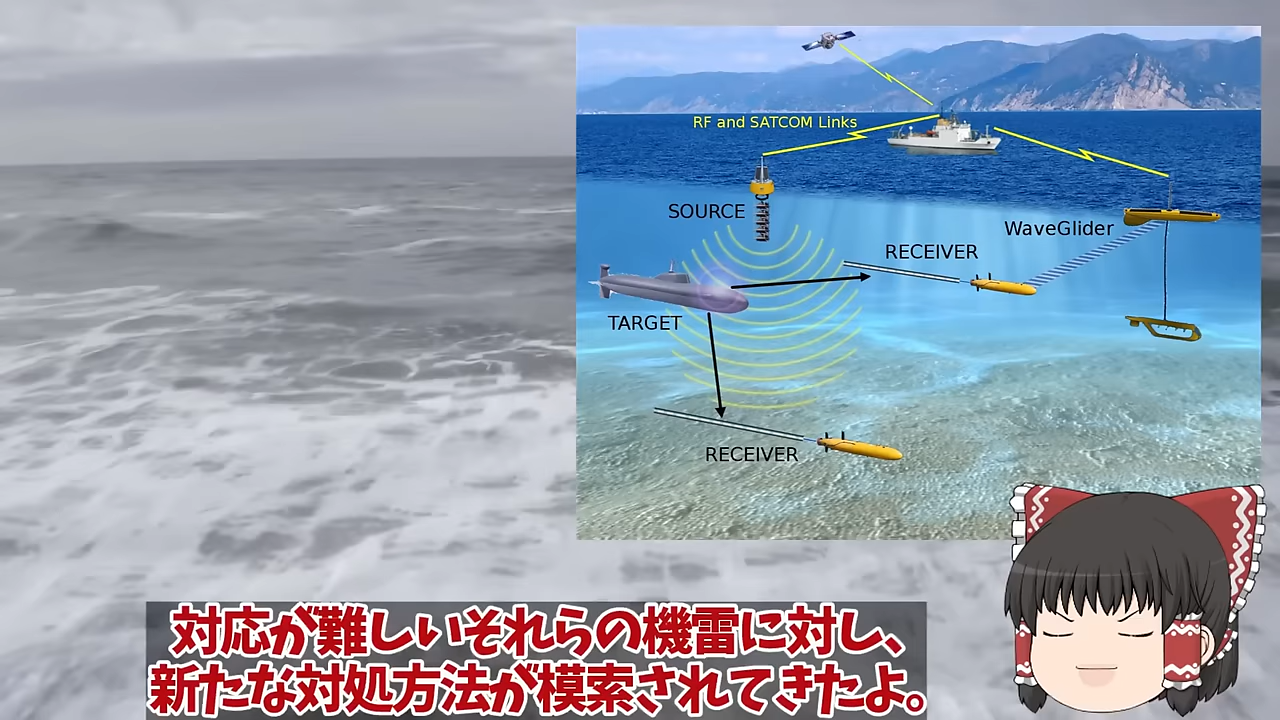 RF and SATCOM Links
SOURCE
WaveGlider
RECEIVER
TARGET
RECEIVER
対応が難しいそれらの機雷に対し、
新たな対処方法が模索されてきたよ。